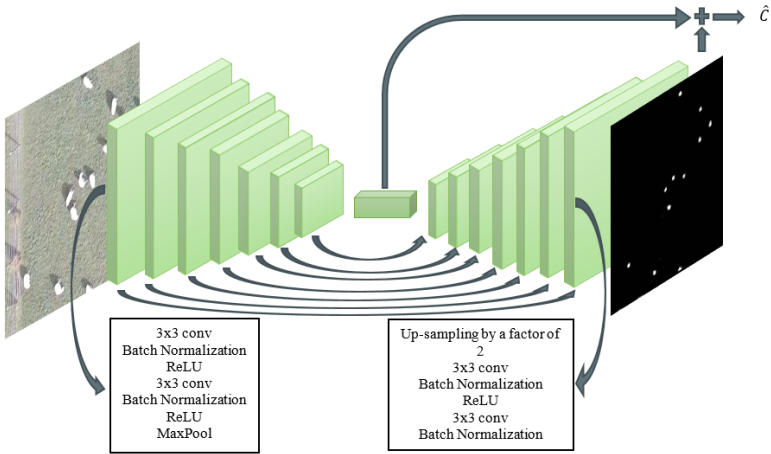 Ĉ
3x3 conv
Batch Normalization
ReLU
3x3 conv
Batch Normalization
ReLU
MaxPool
Up-sampling by a factor of
2
3x3 conv
Batch Normalization
ReLU
3x3 conv
Batch Normalization